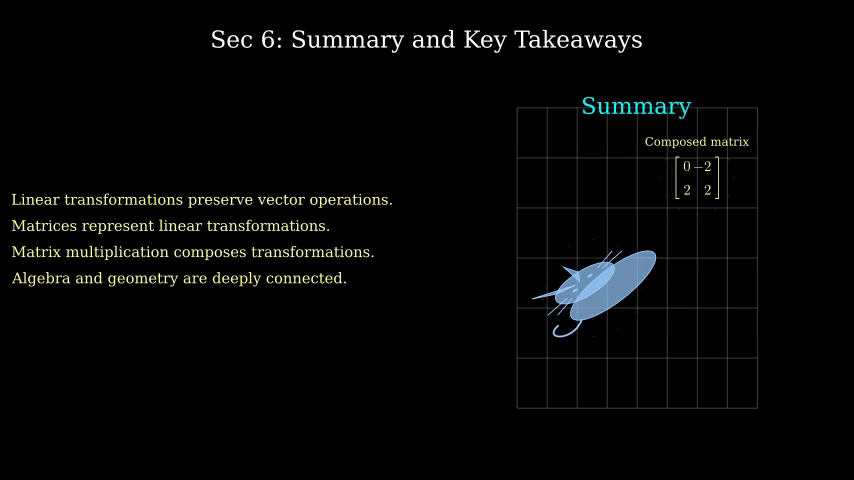 Sec 6: Summary and Key Takeaways
Summary
Composed matrix
0 −2
2 2
Linear transformations preserve vector operations.
Matrices represent linear transformations.
Matrix multiplication composes transformations.
Algebra and geometry are deeply connected.